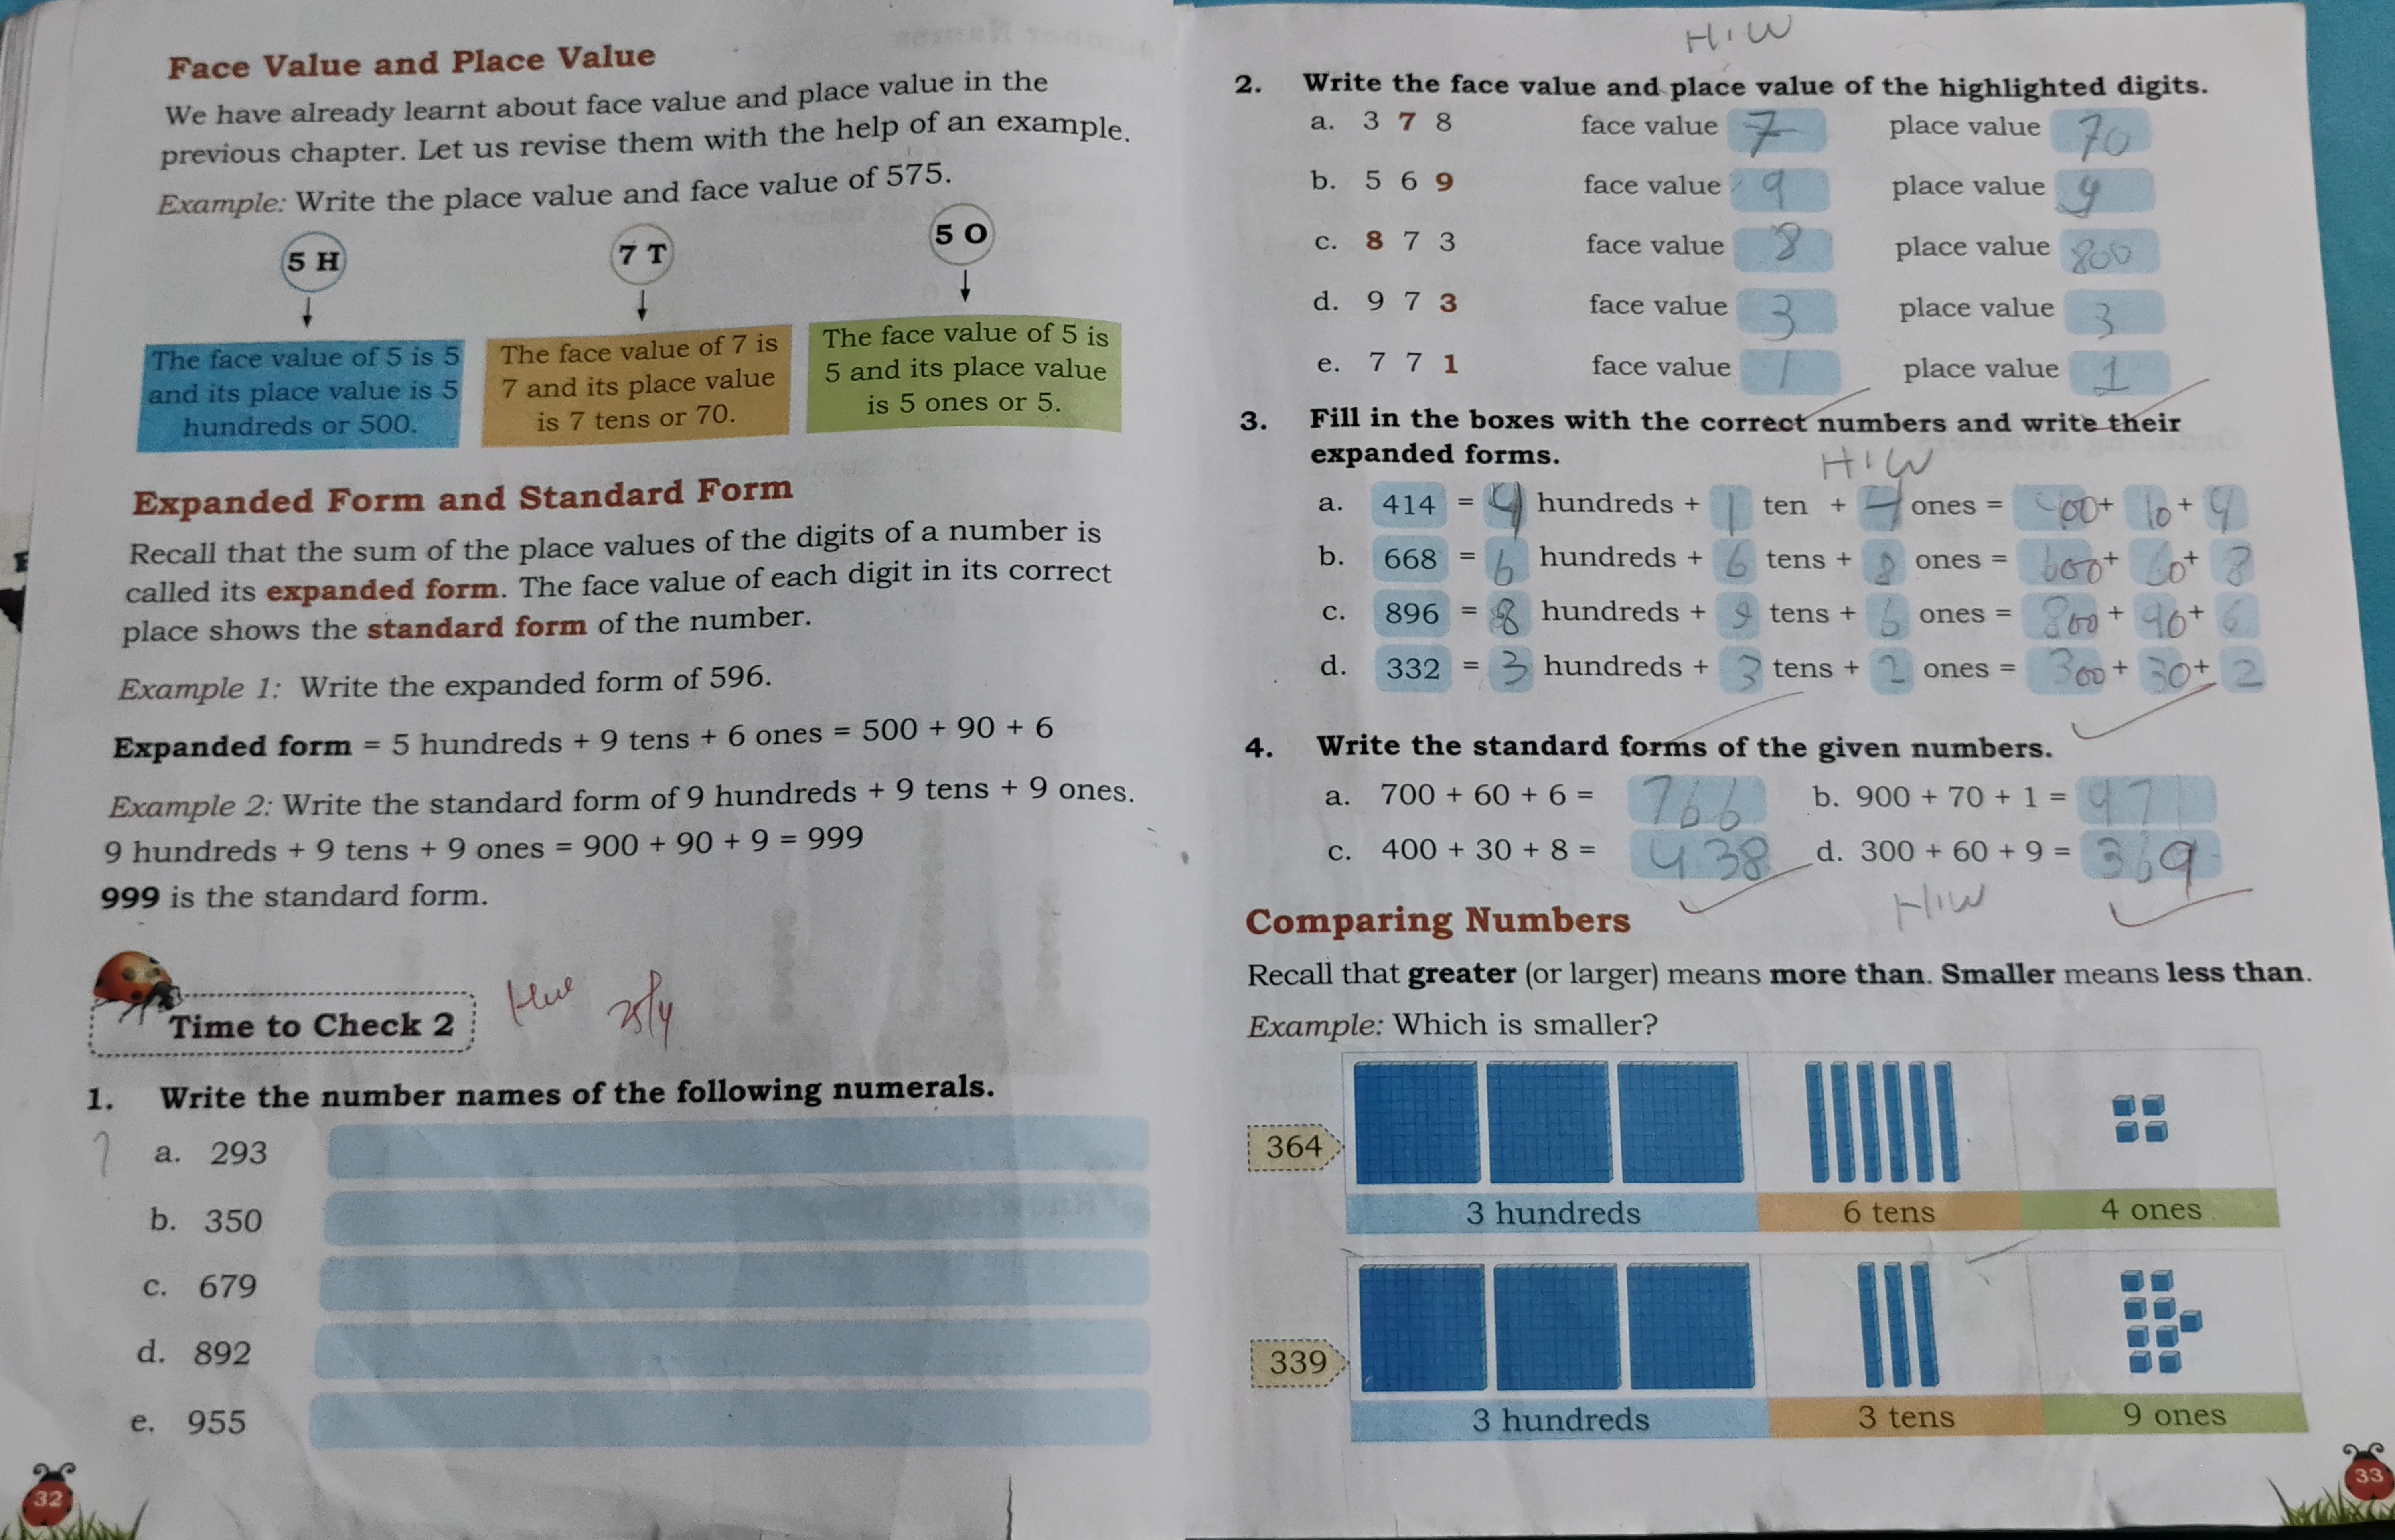 Face Value and Place Value
We have already learnt about face value and place value in the
previous chapter. Let us revise them with the help of an example.
Example: Write the place value and face value of 575.
5 H
7 T
5 O
The face value of 5 is 5
and its place value is 5
hundreds or 500.
The face value of 7 is
7 and its place value
is 7 tens or 70.
The face value of 5 is
5 and its place value
is 5 ones or 5.
Expanded Form and Standard Form
Recall that the sum of the place values of the digits of a number is
called its expanded form. The face value of each digit in its correct
place shows the standard form of the number.
Example 1: Write the expanded form of 596.
Expanded form = 5 hundreds + 9 tens + 6 ones = 500 + 90 + 6
Example 2: Write the standard form of 9 hundreds + 9 tens + 9 ones.
9 hundreds + 9 tens + 9 ones = 900 + 90 + 9 = 999
999 is the standard form.
Time to Check 2
25/4
1. Write the number names of the following numerals.
a. 293
b. 350
c. 679
d. 892
e. 955
32
H.W
2. Write the face value and place value of the highlighted digits.
a. 3 7 8 face value 7 place value 70
b. 5 6 9 face value 9 place value 9
c. 8 7 3 face value 8 place value 800
d. 9 7 3 face value 3 place value 3
e. 7 7 1 face value 1 place value 1
3. Fill in the boxes with the correct numbers and write their
expanded forms.
H.W
a. 414 = 4 hundreds + 1 ten + 4 ones = 400 + 10 + 4
b. 668 = 6 hundreds + 6 tens + 8 ones = 600 + 60 + 8
c. 896 = 8 hundreds + 9 tens + 6 ones = 800 + 90 + 6
d. 332 = 3 hundreds + 3 tens + 2 ones = 300 + 30 + 2
4. Write the standard forms of the given numbers.
a. 700 + 60 + 6 = 766 b. 900 + 70 + 1 = 971
c. 400 + 30 + 8 = 438 d. 300 + 60 + 9 = 369
H.W
Comparing Numbers
Recall that greater (or larger) means more than. Smaller means less than.
Example: Which is smaller?
364
3 hundreds 6 tens 4 ones
339
3 hundreds 3 tens 9 ones
33